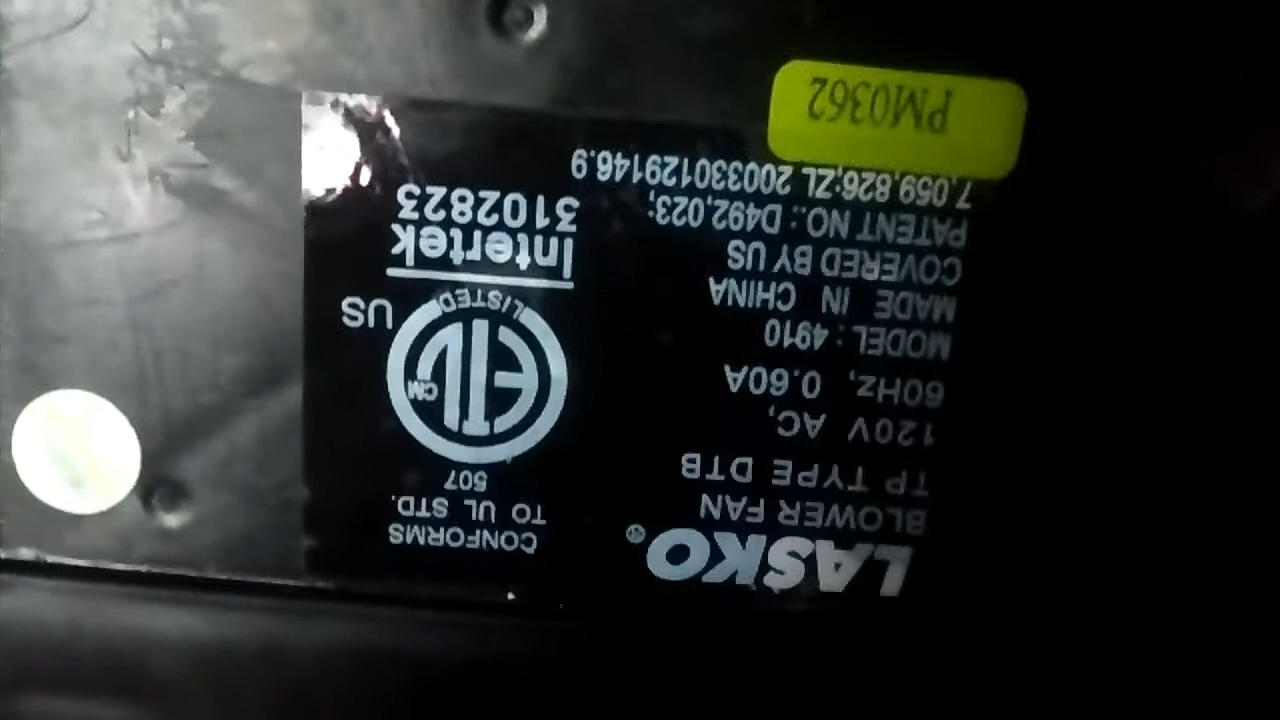 LASKO®
BLOWER FAN
TP TYPE DTB
120V AC,
60Hz, 0.60A
MODEL: 4910
MADE IN CHINA
COVERED BY US
PATENT NO.: D492,023;
7,059,826;ZL 200330129146.9
PM0362
CONFORMS
TO UL STD.
507
ETL
CM
LISTED
US
Intertek
3102823